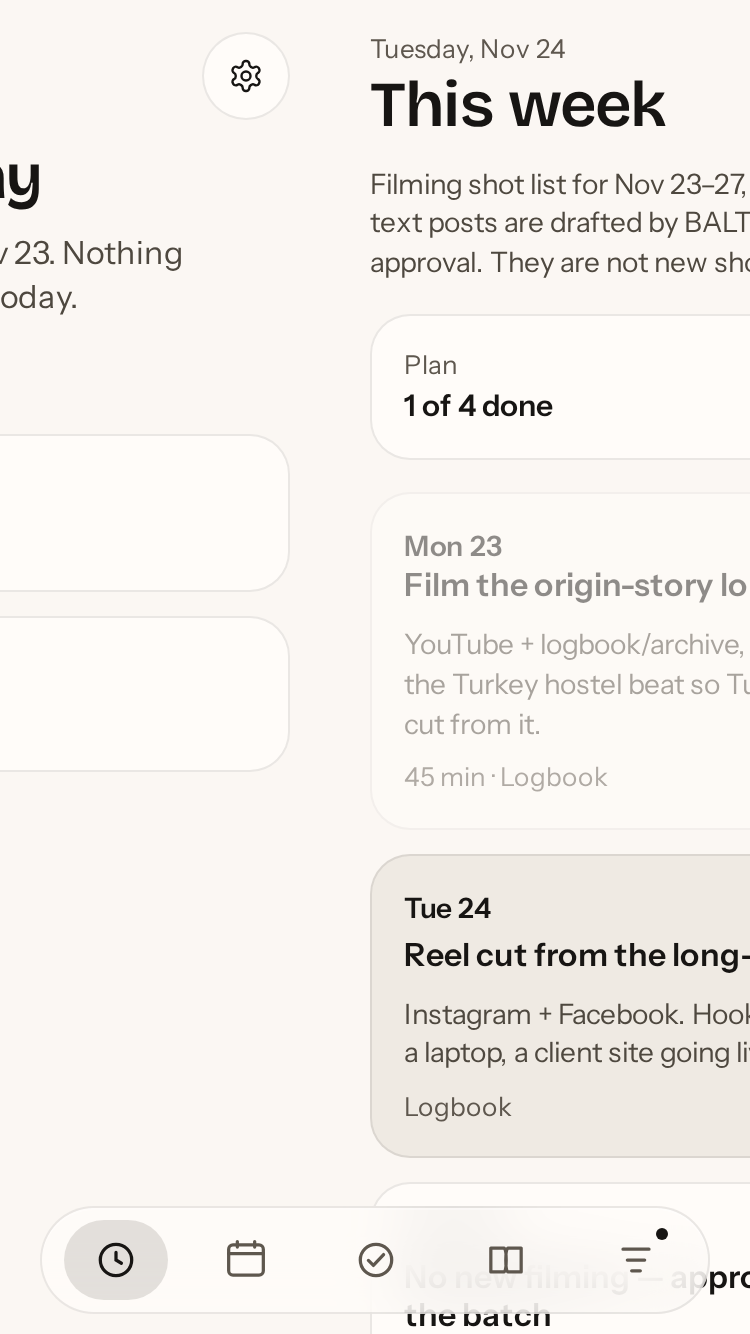 y
23. Nothing
oday.
Tuesday, Nov 24
This week
Filming shot list for Nov 23–27,
text posts are drafted by BALT
approval. They are not new sho
Plan
1 of 4 done
Mon 23
Film the origin-story lo
YouTube + logbook/archive,
the Turkey hostel beat so Tu
cut from it.
45 min · Logbook
Tue 24
Reel cut from the long-
Instagram + Facebook. Hook
a laptop, a client site going li
Logbook
No new filming — appro
the batch